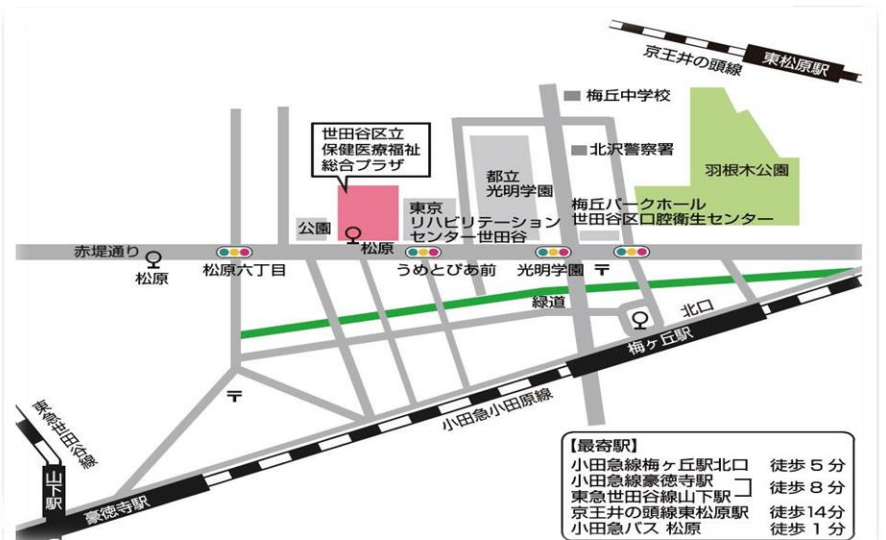 京王井の頭線
東松原駅
梅丘中学校
世田谷区立
保健医療福祉
総合プラザ
北沢警察署
都立
光明学園
羽根木公園
公園
東京
リハビリテーション
センター世田谷
梅丘パークホール
世田谷区口腔衛生センター
赤堤通り
松原
松原六丁目
松原
うめとぴあ前
光明学園
〒
緑道
北口
梅ヶ丘駅
〒
小田急小田原線
東急世田谷線
山下駅
豪徳寺駅
【最寄駅】
小田急線梅ヶ丘駅北口 徒歩5分
小田急線豪徳寺駅
東急世田谷線山下駅 徒歩8分
京王井の頭線東松原駅 徒歩14分
小田急バス 松原 徒歩1分